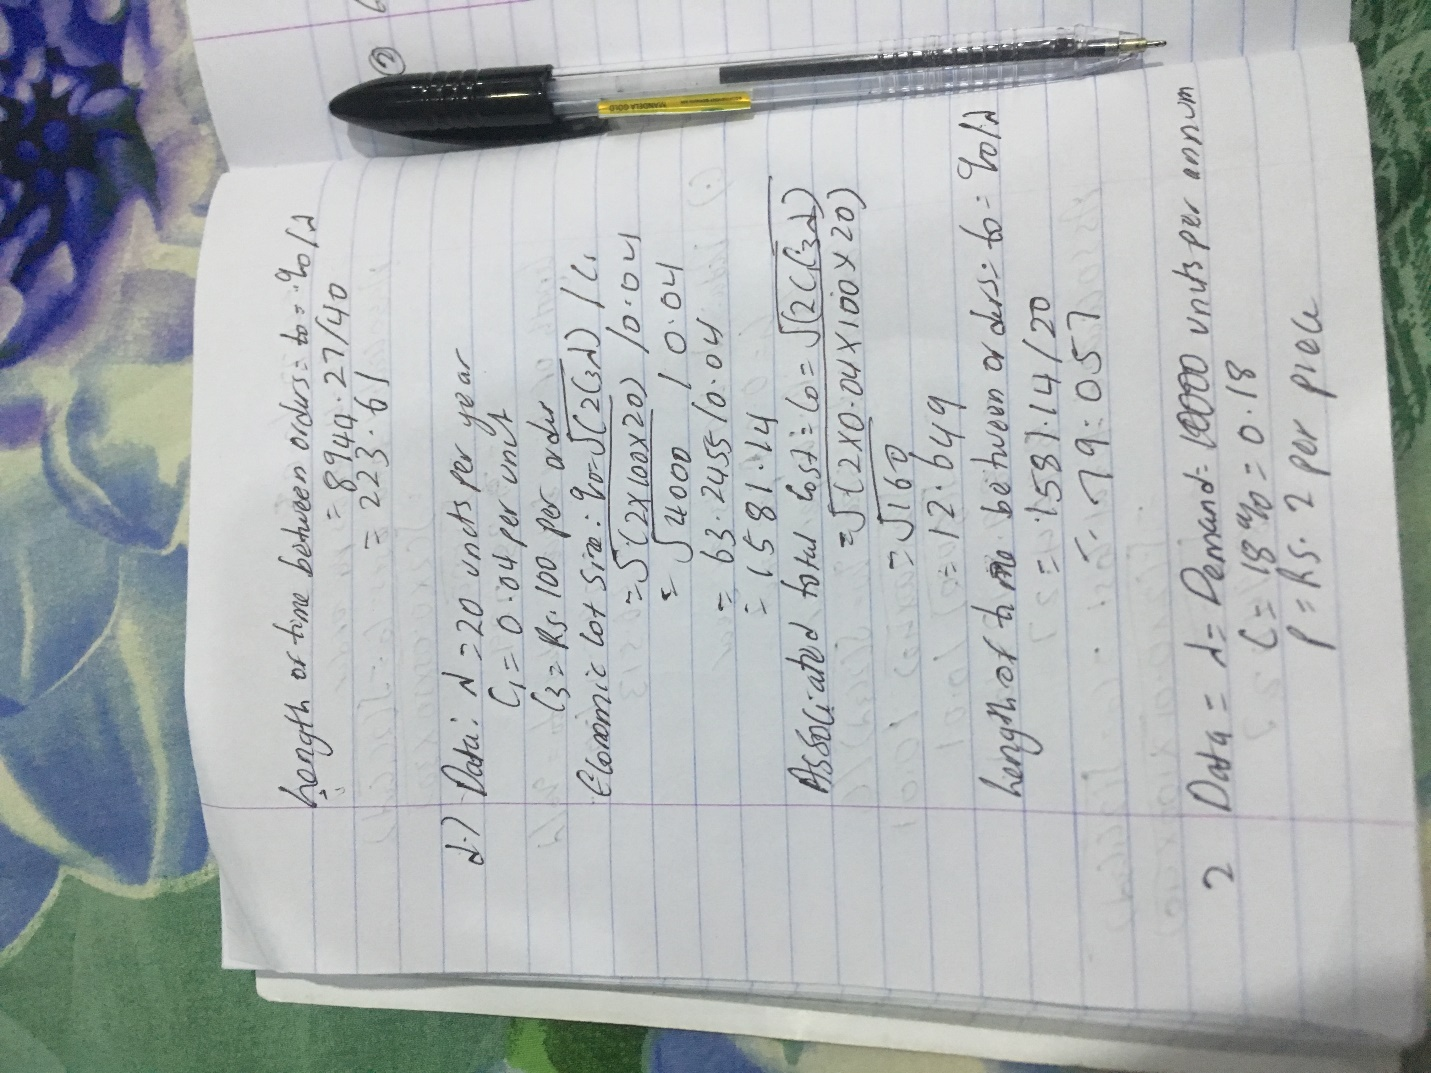 Length or time between orders = to = qo/d
= 8944.27/40
= 223.61
d.) Data: d = 20 units per year
C1 = 0.04 per unit
C3 = Rs. 100 per order
Economic lot size: qo = √(2C3d) / C1
= √(2x100x20) / 0.04
= √4000 / 0.04
= 63.2455 / 0.04
= 1581.14
Associated total cost = Co = √(2C1C3d)
= √(2x0.04x100x20)
= √160
= 12.649
Length of time between orders = to = qo/d
= 1581.14/20
= 79.057
2 Data = d = Demand = 10000 units per annum
C = 18% = 0.18
P = Rs. 2 per piece
MANDELA GOLD